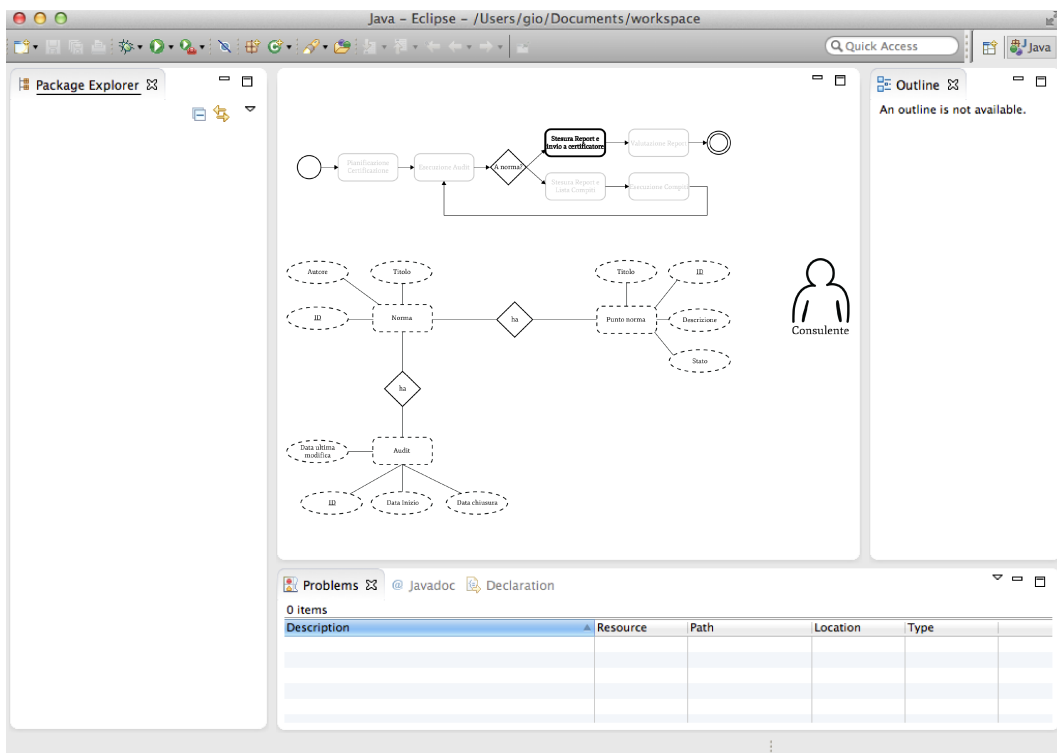 Java – Eclipse – /Users/gio/Documents/workspace
Quick Access
Java
Package Explorer
Outline
An outline is not available.
Pianificazione
Certificazione
Esecuzione Audit
A norma?
Stesura Report e
Invio a certificatore
Valutazione Report
Stesura Report e
Lista Compiti
Esecuzione Compiti
Autore
Titolo
ID
Norma
ha
Titolo
ID
Punto norma
Descrizione
Stato
Consulente
ha
Data ultima
modifica
Audit
ID
Data Inizio
Data chiusura
Problems
@ Javadoc
Declaration
0 items
Description
Resource
Path
Location
Type